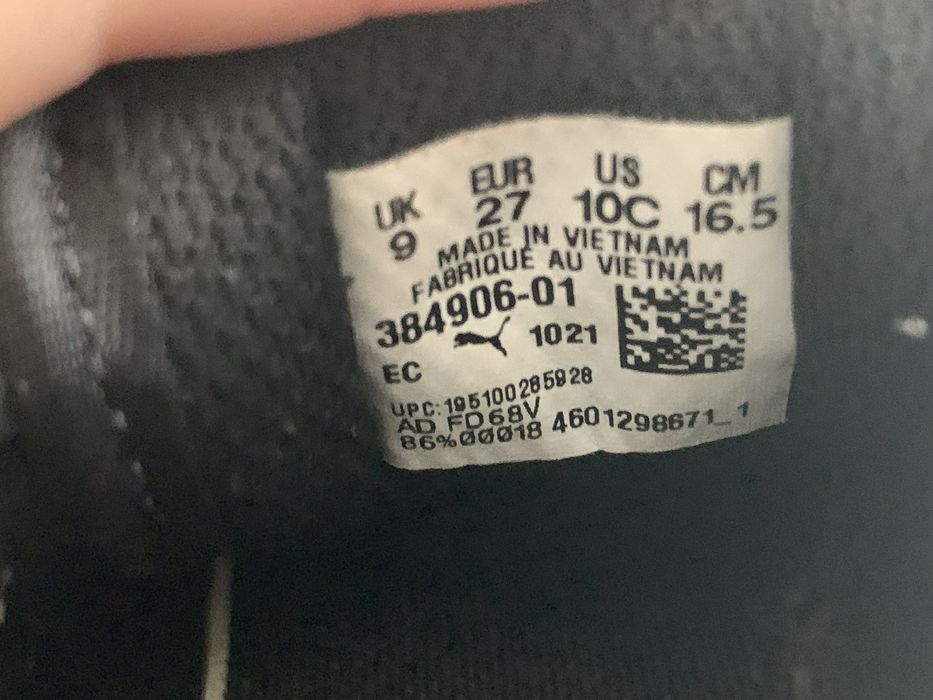 UK EUR US CM
9 27 10C 16.5
MADE IN VIETNAM
FABRIQUÉ AU VIETNAM
384906-01
1021
EC
UPC:195100285928
AD FD68V
86%00018 4601298671_1